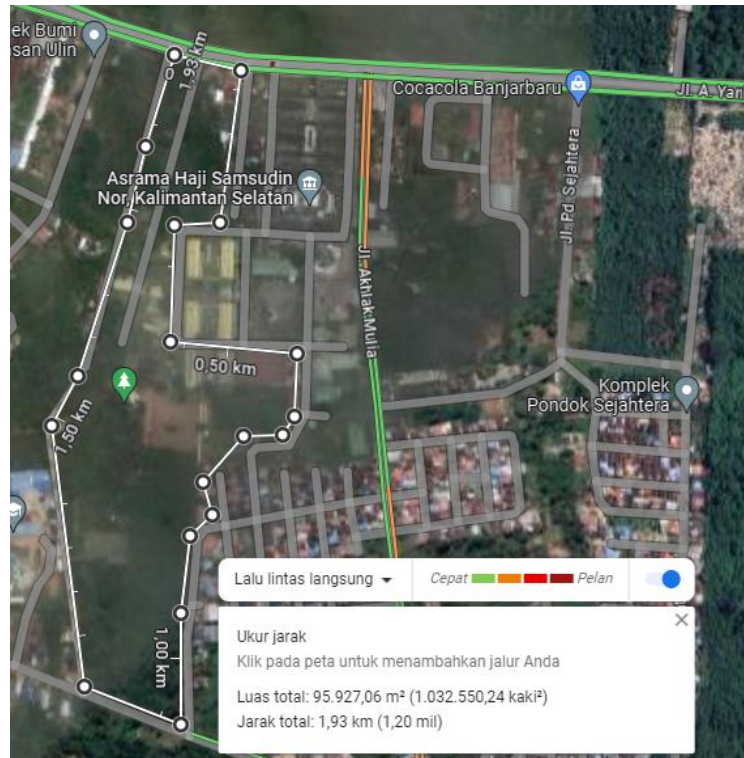 ek Bumi
asan Ulin
1,93 km
Cocacola Banjarbaru
Jl. A. Yan
Asrama Haji Samsudin
Nor, Kalimantan Selatan
Jl. Pd. Sejahtera
Jl. Akhlak Mulia
0,50 km
Komplek
Pondok Sejahtera
1,50 km
Lalu lintas langsung
Cepat
Pelan
1,00 km
Ukur jarak
Klik pada peta untuk menambahkan jalur Anda
Luas total: 95.927,06 m² (1.032.550,24 kaki²)
Jarak total: 1,93 km (1,20 mil)